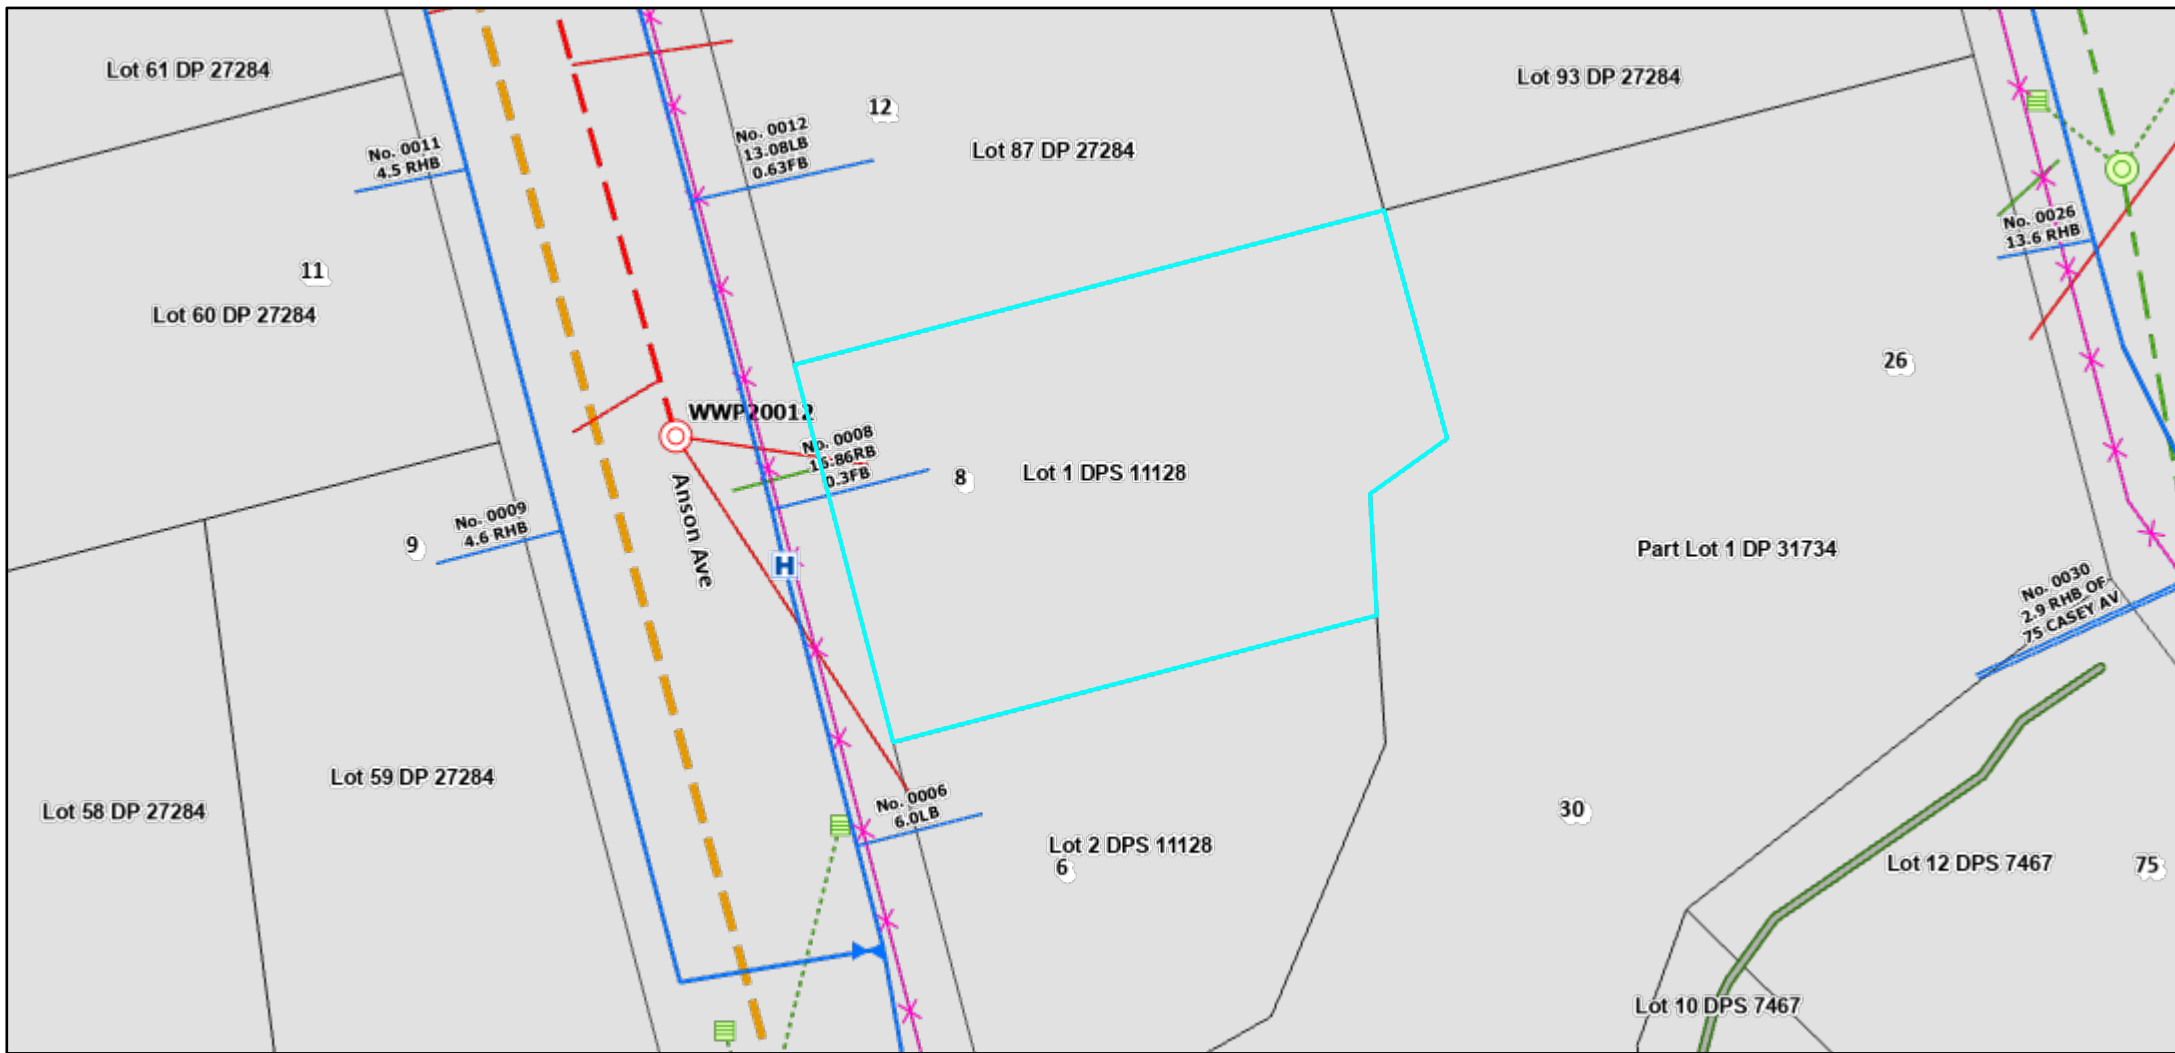 Lot 61 DP 27284
No. 0011
4.5 RHB
No. 0012
13.08LB
0.63FB
12
Lot 87 DP 27284
Lot 93 DP 27284
No. 0026
13.6 RHB
11
Lot 60 DP 27284
26
WWP20012
No. 0008
16.86RB
0.3FB
8
Lot 1 DPS 11128
Anson Ave
No. 0009
4.6 RHB
9
H
Part Lot 1 DP 31734
No. 0030
2.9 RHB OF
75 CASEY AV
Lot 59 DP 27284
Lot 58 DP 27284
No. 0006
6.0LB
Lot 2 DPS 11128
6
30
Lot 12 DPS 7467
75
Lot 10 DPS 7467